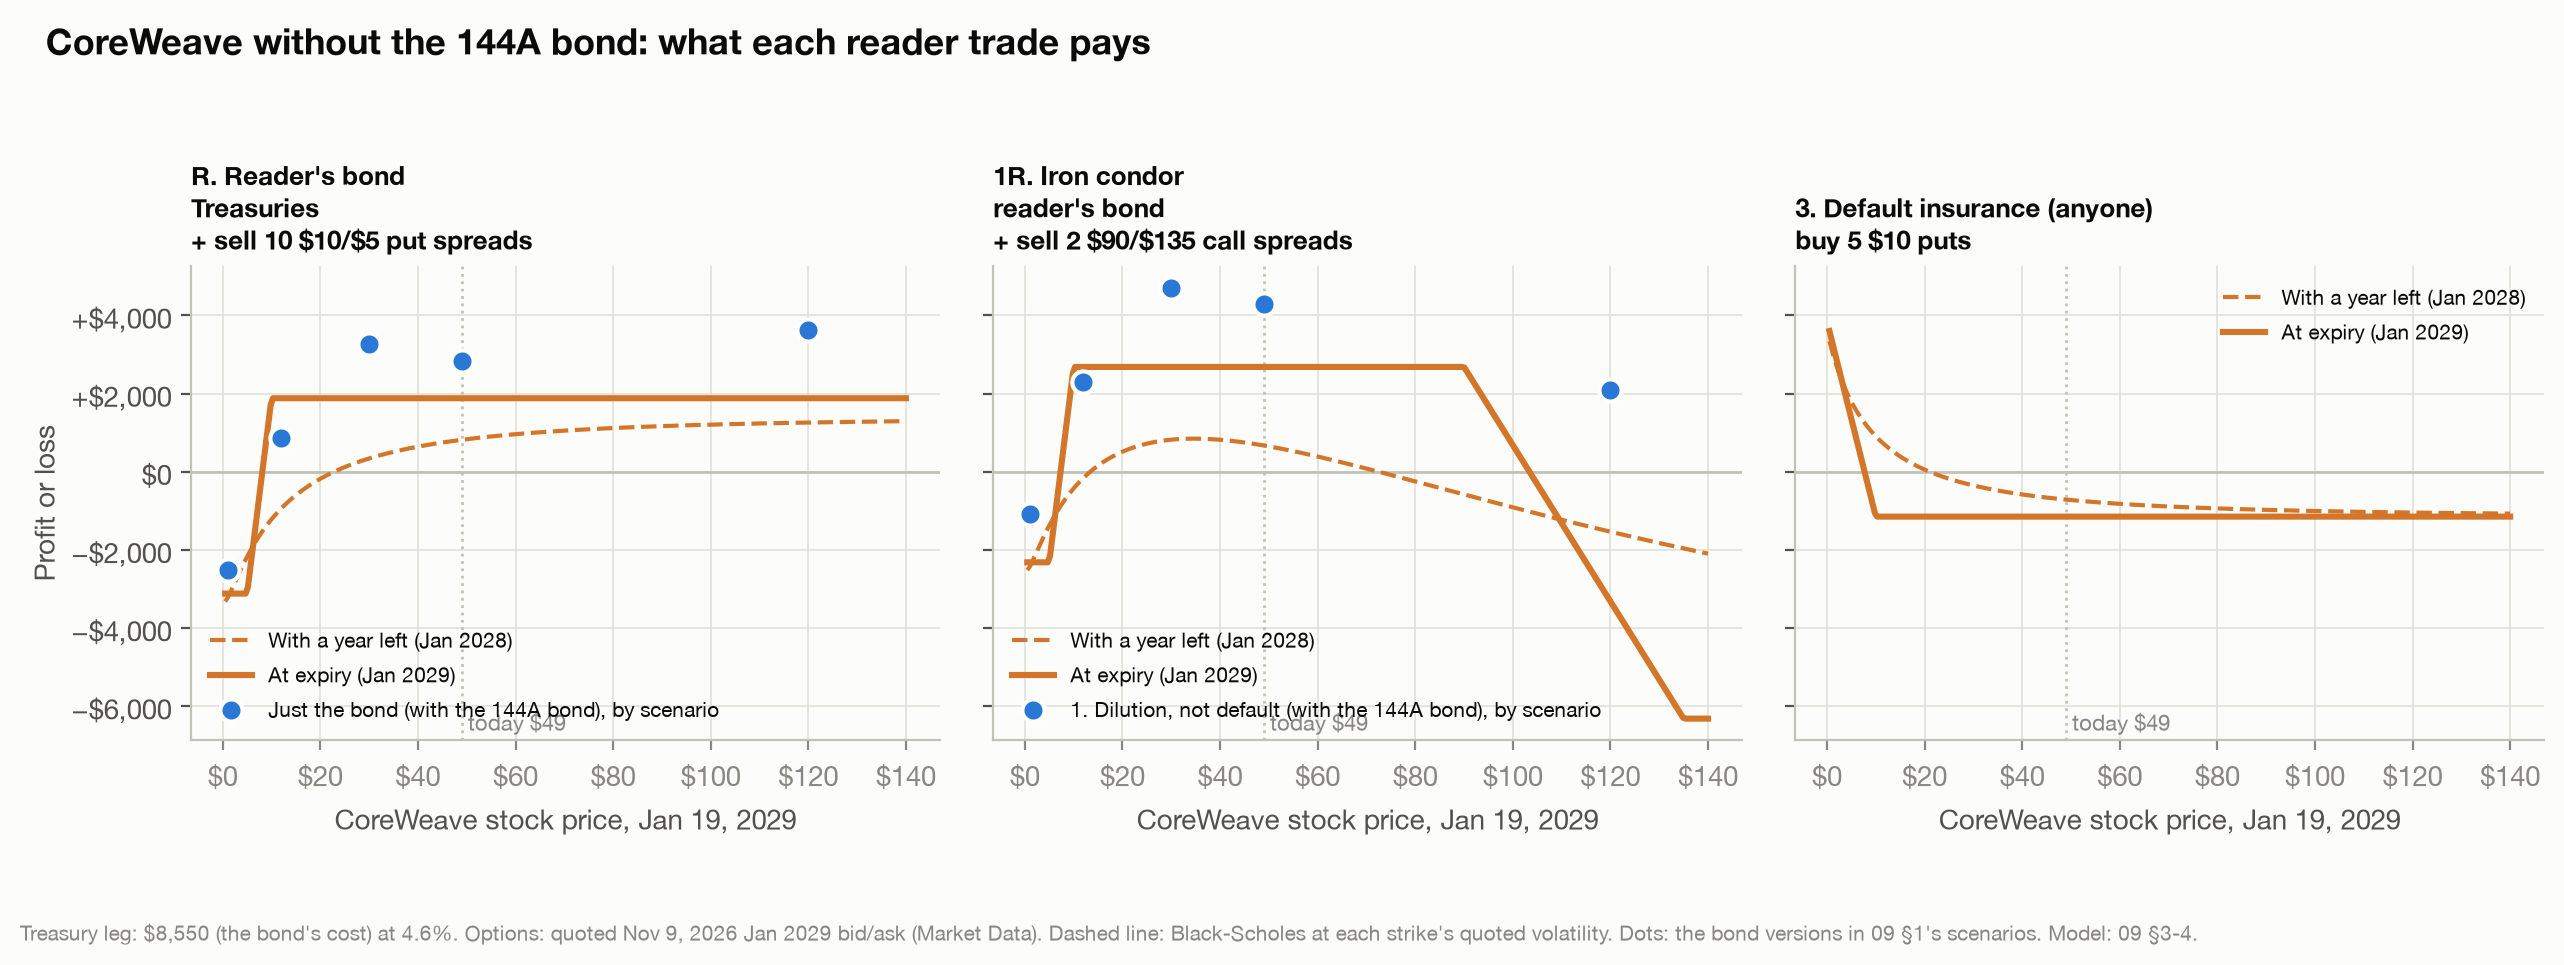 CoreWeave without the 144A bond: what each reader trade pays
R. Reader's bond
Treasuries
+ sell 10 $10/$5 put spreads
+$4,000
+$2,000
$0
−$2,000
−$4,000
−$6,000
Profit or loss
With a year left (Jan 2028)
At expiry (Jan 2029)
Just the bond (with the 144A bond), by scenario
today $49
$0 $20 $40 $60 $80 $100 $120 $140
CoreWeave stock price, Jan 19, 2029
1R. Iron condor
reader's bond
+ sell 2 $90/$135 call spreads
With a year left (Jan 2028)
At expiry (Jan 2029)
1. Dilution, not default (with the 144A bond), by scenario
today $49
$0 $20 $40 $60 $80 $100 $120 $140
CoreWeave stock price, Jan 19, 2029
3. Default insurance (anyone)
buy 5 $10 puts
With a year left (Jan 2028)
At expiry (Jan 2029)
today $49
$0 $20 $40 $60 $80 $100 $120 $140
CoreWeave stock price, Jan 19, 2029
Treasury leg: $8,550 (the bond's cost) at 4.6%. Options: quoted Nov 9, 2026 Jan 2029 bid/ask (Market Data). Dashed line: Black-Scholes at each strike's quoted volatility. Dots: the bond versions in 09 §1's scenarios. Model: 09 §3-4.